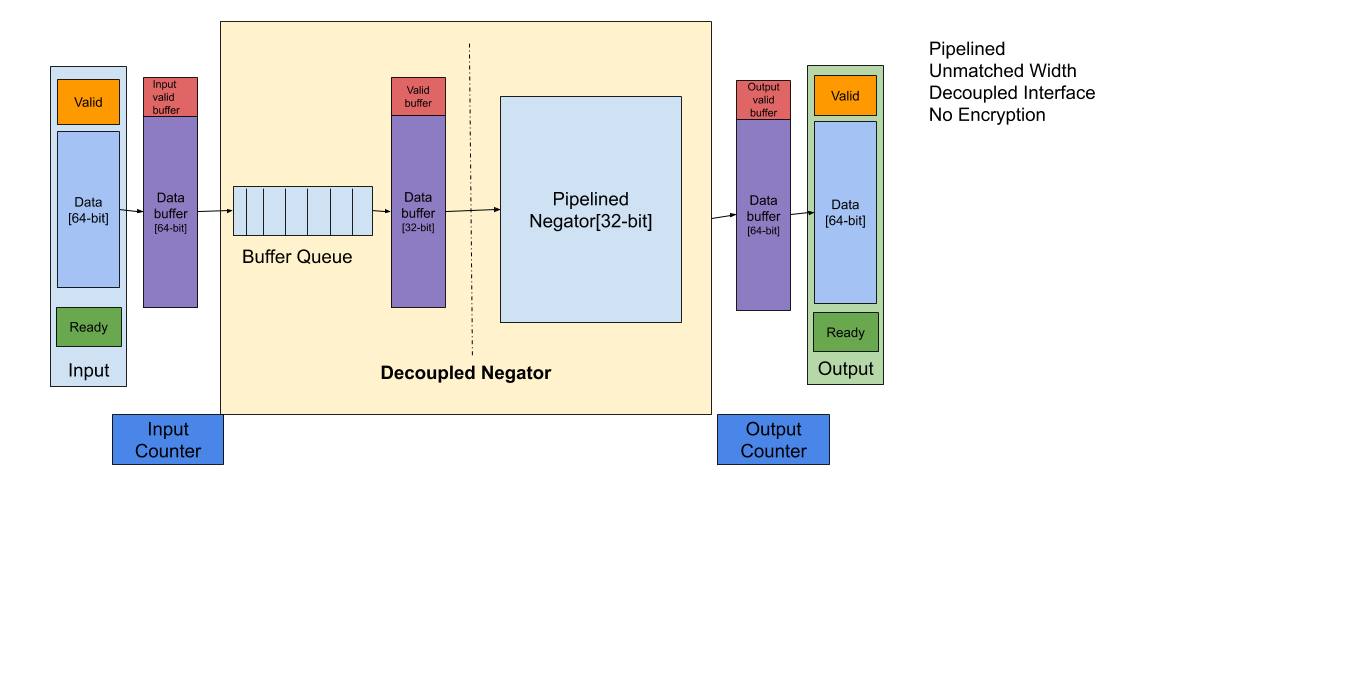 Pipelined
Unmatched Width
Decoupled Interface
No Encryption
Valid
Data
[64-bit]
Ready
Input
Input
valid
buffer
Data
buffer
[64-bit]
Buffer Queue
Valid
buffer
Data
buffer
[32-bit]
Pipelined
Negator[32-bit]
Decoupled Negator
Output
valid
buffer
Data
buffer
[64-bit]
Valid
Data
[64-bit]
Ready
Output
Input
Counter
Output
Counter